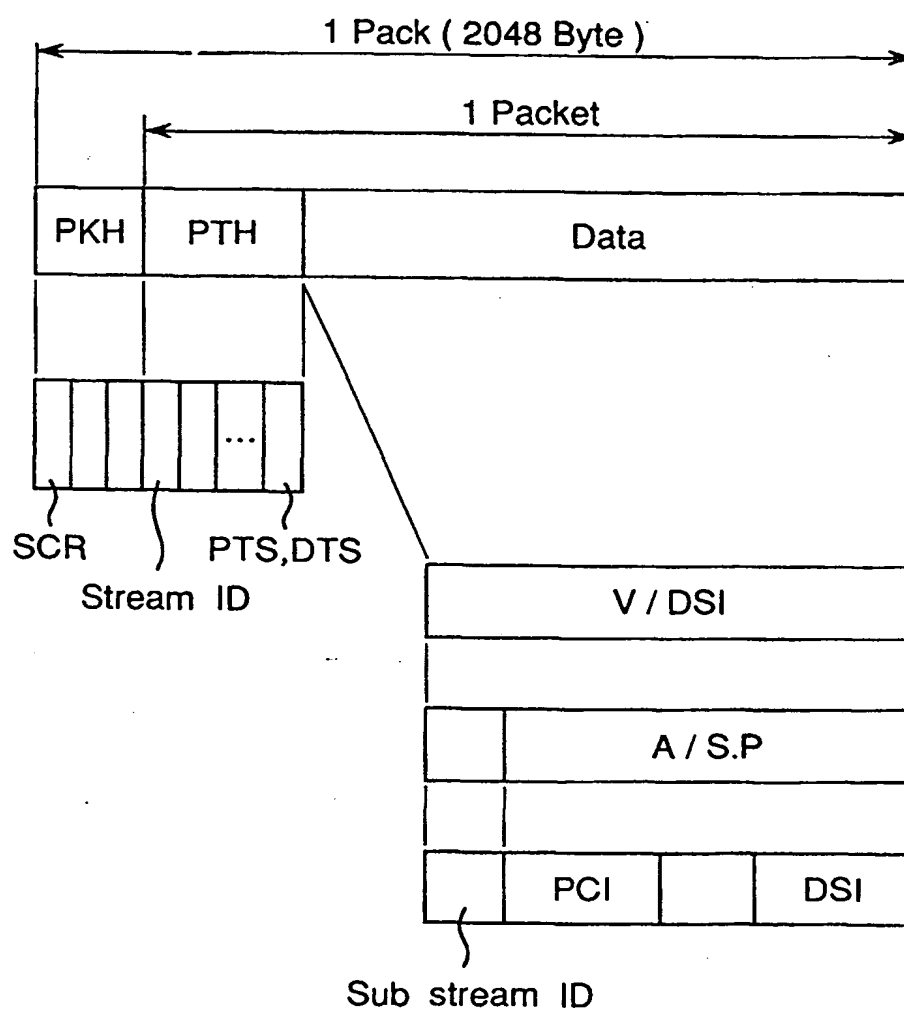 1 Pack ( 2048 Byte )
1 Packet
PKH PTH Data
...
SCR PTS,DTS
Stream ID
V / DSI
A / S.P
PCI DSI
Sub stream ID